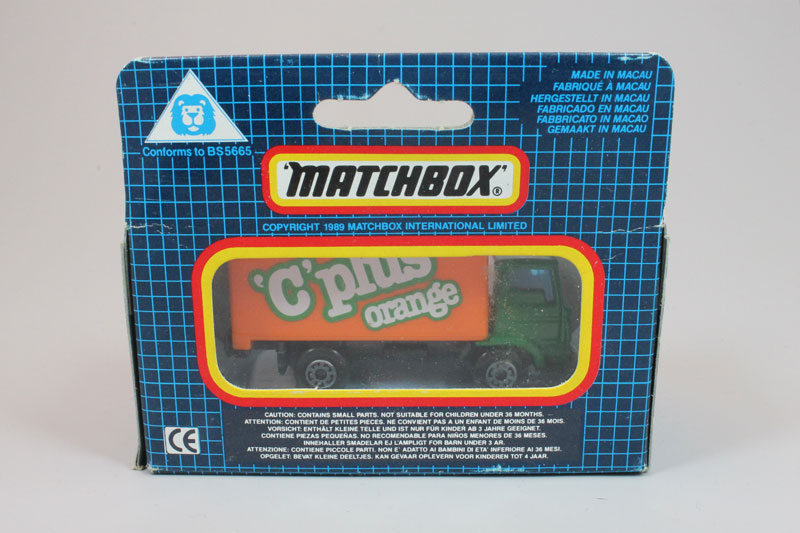 MADE IN MACAU
FABRIQUÉ À MACAU
HERGESTELLT IN MACAU
FABRICADO EN MACAU
FABBRICATO IN MACAO
GEMAAKT IN MACAU
Conforms to BS5665
'MATCHBOX'®
COPYRIGHT 1989 MATCHBOX INTERNATIONAL LIMITED
'C' plus
orange
CAUTION: CONTAINS SMALL PARTS. NOT SUITABLE FOR CHILDREN UNDER 36 MONTHS.
ATTENTION: CONTIENT DE PETITES PIECES. NE CONVIENT PAS A UN ENFANT DE MOINS DE 36 MOIS.
VORSICHT: ENTHÄLT KLEINE TEILE UND IST NUR FÜR KINDER AB 3 JAHRE GEEIGNET.
CONTIENE PIEZAS PEQUEÑAS. NO RECOMENDABLE PARA NIÑOS MENORES DE 36 MESES.
INNEHALLER SMADELAR EJ LAMPLIGT FOR BARN UNDER 3 AR.
ATTENZIONE: CONTIENE PICCOLE PARTI. NON E' ADATTO AI BAMBINI DI ETA' INFERIORE AI 36 MESI.
OPGELET: BEVAT KLEINE DEELTJES. KAN GEVAAR OPLEVERN VOOR KINDEREN TOT 4 JAAR.
CE